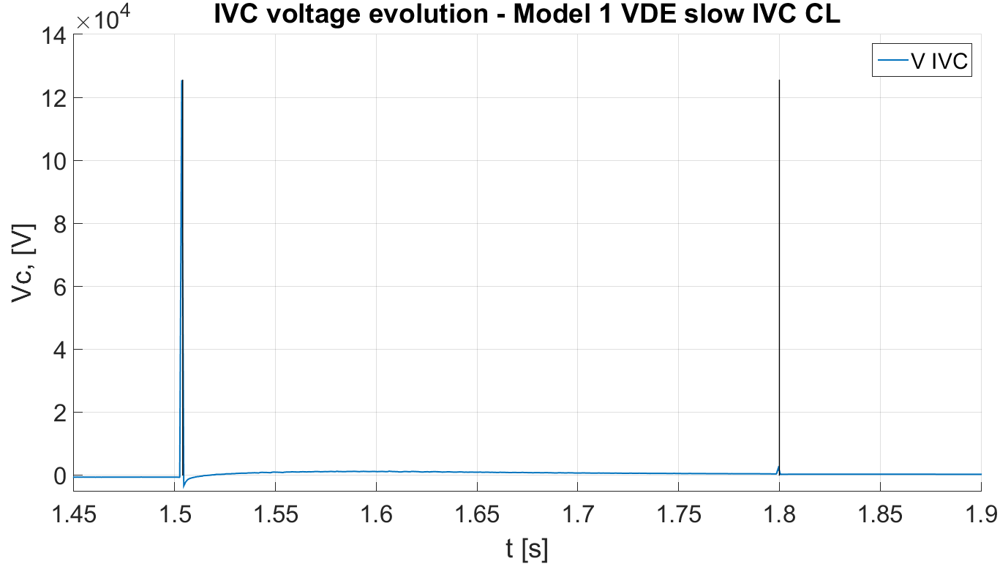 IVC voltage evolution - Model 1 VDE slow IVC CL
×10⁴
14
12
10
8
6
4
2
0
Vc, [V]
V IVC
1.45 1.5 1.55 1.6 1.65 1.7 1.75 1.8 1.85 1.9
t [s]